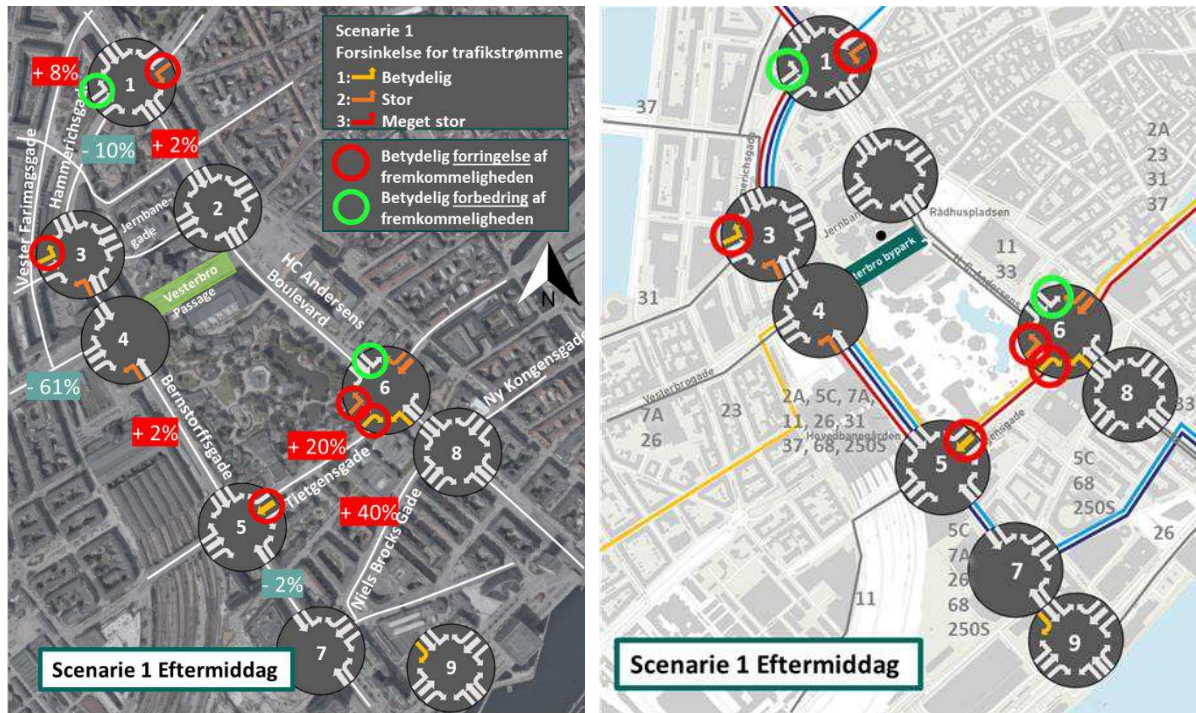 Scenarie 1
Forsinkelse for trafikstrømme
1: Betydelig
2: Stor
3: Meget stor
Betydelig forringelse af
fremkommeligheden
Betydelig forbedring af
fremkommeligheden
N
1
+ 8%
- 10%
+ 2%
Vester Farimagsgade
Hammerichsgade
2
Jernbane-
gade
3
Vesterbro
Passage
HC Andersens
Boulevard
4
- 61%
Bernstorffsgade
+ 2%
6
Ny Kongensgade
+ 20%
Tietgensgade
8
5
+ 40%
- 2%
Niels Brocks Gade
7
9
Scenarie 1 Eftermiddag
1
37
2A
23
31
37
Rådhuspladsen
3
11
33
31
4
6
8
33
Vesterbrogade
7A
26
23
2A, 5C, 7A,
11, 26, 31
37, 68, 250S
Hovedbanegården
5
5C
68
250S
26
5C
7A
26
68
250S
7
11
9
Scenarie 1 Eftermiddag